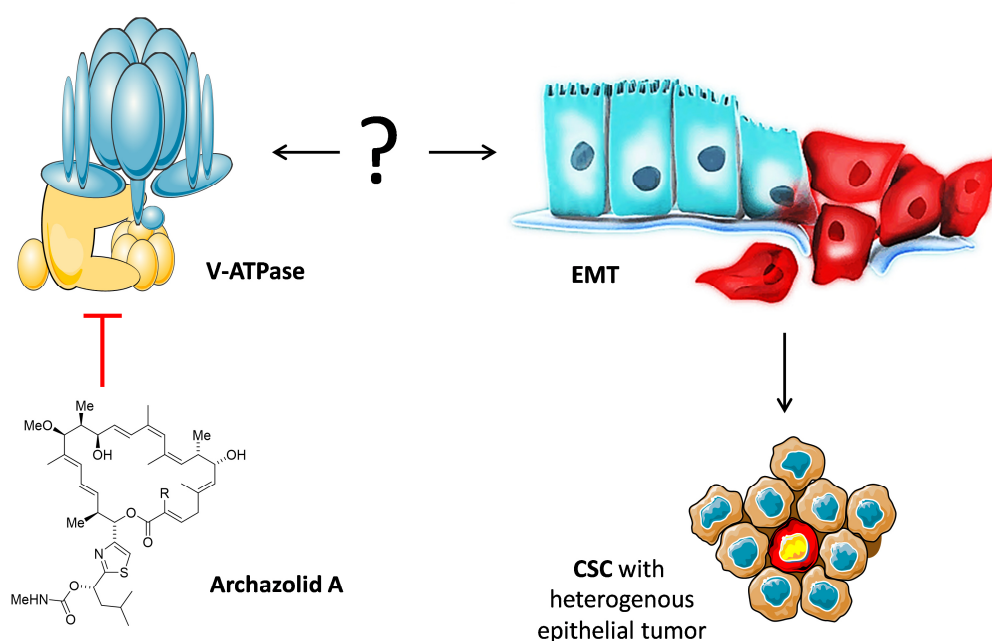 ?
V-ATPase
EMT
Me
MeO
OH
Me
OH
R
Me
O
O
N
S
O
MeHN
O
Archazolid A
CSC with
heterogenous
epithelial tumor